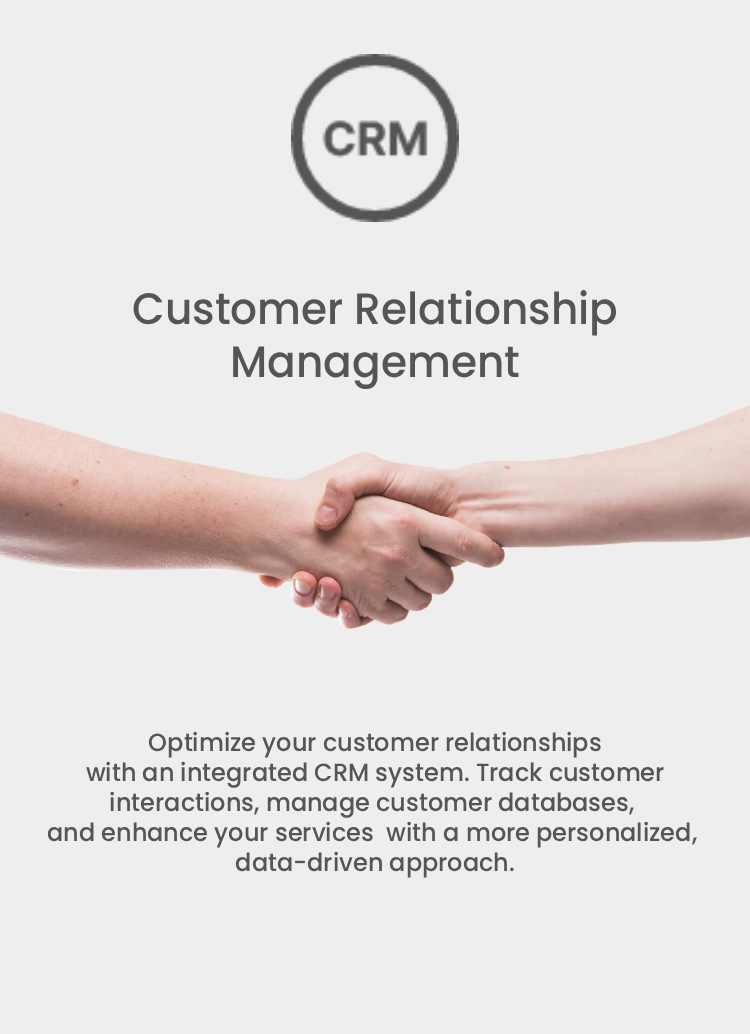 CRM
Customer Relationship
Management
Optimize your customer relationships
with an integrated CRM system. Track customer
interactions, manage customer databases,
and enhance your services  with a more personalized,
data-driven approach.